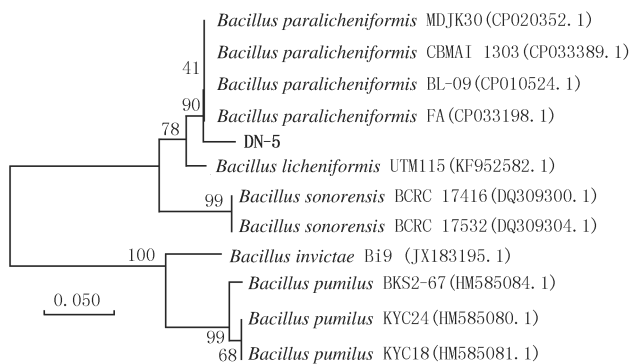 Bacillus paralicheniformis MDJK30(CP020352.1)
Bacillus paralicheniformis CBMAI 1303(CP033389.1)
41
Bacillus paralicheniformis BL-09(CP010524.1)
90
Bacillus paralicheniformis FA(CP033198.1)
78
DN-5
Bacillus licheniformis UTM115(KF952582.1)
99
Bacillus sonorensis BCRC 17416(DQ309300.1)
Bacillus sonorensis BCRC 17532(DQ309304.1)
100
Bacillus invictae Bi9 (JX183195.1)
Bacillus pumilus BKS2-67(HM585084.1)
0.050
Bacillus pumilus KYC24(HM585080.1)
99
68
Bacillus pumilus KYC18(HM585081.1)